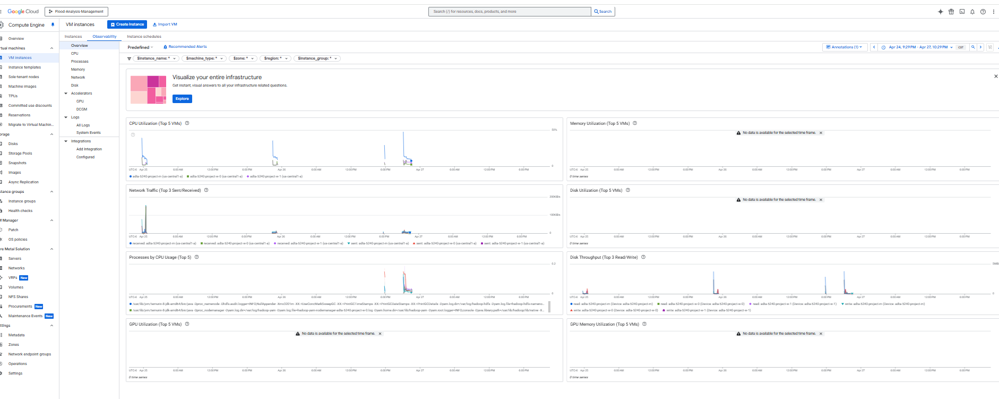 Google Cloud
Flood-Analysis-Management
Search (/) for resources, docs, products, and more
Search
Compute Engine
VM instances
Create Instance
Import VM
Instances
Observability
Instance schedules
Overview
rtual machines
VM instances
Instance templates
Sole-tenant nodes
Machine images
TPUs
Committed use discounts
Reservations
Migrate to Virtual Machin...
orage
Disks
Storage Pools
Snapshots
Images
Async Replication
stance groups
Instance groups
Health checks
M Manager
Patch
OS policies
re Metal Solution
Servers
Networks
VRFs New
Volumes
NFS Shares
Procurements New
Maintenance Events New
ttings
Metadata
Zones
Network endpoint groups
Operations
Settings
Overview
CPU
Processes
Memory
Network
Disk
Accelerators
GPU
DCGM
Logs
All Logs
System Events
Integrations
Add Integration
Configured
Predefined
Recommended Alerts
Annotations (1)
Apr 24, 9:29 PM - Apr 27, 10:29 PM
CST
$instance_name: *
$machine_type: *
$zone: *
$region: *
$instance_group: *
Visualize your entire infrastructure
Get instant, visual answers to all your infrastructure related questions.
Explore
CPU Utilization (Top 5 VMs)
50%
0
UTC-6 Apr 25 6:00 AM 12:00 PM 6:00 PM Apr 26 6:00 AM 12:00 PM 6:00 PM Apr 27 6:00 AM 12:00 PM 6:00 PM
adta-5240-project-m (us-central1-a) adta-5240-project-w-0 (us-central1-a) adta-5240-project-w-1 (us-central1-a)
Memory Utilization (Top 5 VMs)
No data is available for the selected time frame.
UTC-6 Apr 25 6:00 AM 12:00 PM 6:00 PM Apr 26 6:00 AM 12:00 PM 6:00 PM Apr 27 6:00 AM 12:00 PM 6:00 PM
0 time series
Network Traffic (Top 3 Sent/Received)
200KiB/s
100KiB/s
0
UTC-6 Apr 25 6:00 AM 12:00 PM 6:00 PM Apr 26 6:00 AM 12:00 PM 6:00 PM Apr 27 6:00 AM 12:00 PM 6:00 PM
received: adta-5240-project-m (us-central1-a) received: adta-5240-project-w-0 (us-central1-a) received: adta-5240-project-w-1 (us-central1-a) sent: adta-5240-project-m (us-central1-a) sent: adta-5240-project-w-0 (us-central1-a) sent: adta-5240-project-w-1 (us-central1-a)
Disk Utilization (Top 5 VMs)
No data is available for the selected time frame.
UTC-6 Apr 25 6:00 AM 12:00 PM 6:00 PM Apr 26 6:00 AM 12:00 PM 6:00 PM Apr 27 6:00 AM 12:00 PM 6:00 PM
0 time series
Processes by CPU Usage (Top 5)
0.2
0
UTC-6 Apr 25 6:00 AM 12:00 PM 6:00 PM Apr 26 6:00 AM 12:00 PM 6:00 PM Apr 27 6:00 AM 12:00 PM 6:00 PM
/usr/lib/jvm/temurin-8-jdk-amd64/bin/java -Dproc_namenode -Dhdfs.audit.logger=INFO,NullAppender -Xmx3201m -XX:+UseConcMarkSweepGC -XX:+PrintGCTimeStamps -XX:+PrintGCDateStamps -XX:+PrintGCDetails -Dyarn.log.dir=/var/log/hadoop-hdfs -Dyarn.log.file=hadoop-hdfs-nameno...
/usr/lib/jvm/temurin-8-jdk-amd64/bin/java -Dproc_nodemanager -Dyarn.log.dir=/var/log/hadoop-yarn -Dyarn.log.file=hadoop-yarn-nodemanager-adta-5240-project-w-0.log -Dyarn.home.dir=/usr/lib/hadoop-yarn -Dyarn.root.logger=INFO,console -Djava.library.path=/usr/lib/hadoop/lib/native -X...
Disk Throughput (Top 3 Read/Write)
0
UTC-6 Apr 25 6:00 AM 12:00 PM 6:00 PM Apr 26 6:00 AM 12:00 PM 6:00 PM Apr 27 6:00 AM 12:00 PM 6:00 PM
read: adta-5240-project-m (Device: adta-5240-project-m) read: adta-5240-project-w-0 (Device: adta-5240-project-w-0) read: adta-5240-project-w-1 (Device: adta-5240-project-w-1) write: adta-5240-project-m (Device: adta-5240-project-m)
write: adta-5240-project-w-0 (Device: adta-5240-project-w-0) write: adta-5240-project-w-1 (Device: adta-5240-project-w-1)
GPU Utilization (Top 5 VMs)
No data is available for the selected time frame.
UTC-6 Apr 25 6:00 AM 12:00 PM 6:00 PM Apr 26 6:00 AM 12:00 PM 6:00 PM Apr 27 6:00 AM 12:00 PM 6:00 PM
0 time series
GPU Memory Utilization (Top 5 VMs)
No data is available for the selected time frame.
UTC-6 Apr 25 6:00 AM 12:00 PM 6:00 PM Apr 26 6:00 AM 12:00 PM 6:00 PM Apr 27 6:00 AM 12:00 PM 6:00 PM
0 time series